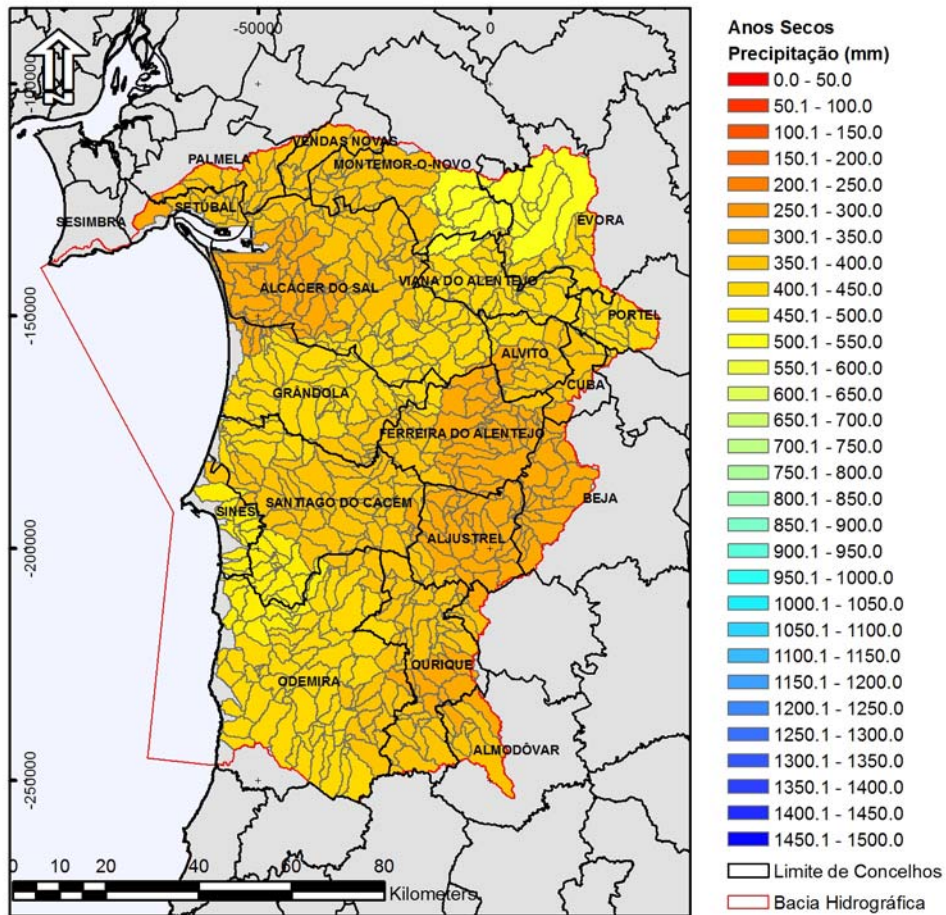 -50000
0
-100000
-150000
-200000
-250000
N
VENDAS NOVAS
PALMELA
MONTEMOR-O-NOVO
SETÚBAL
SESIMBRA
ÉVORA
ALCÁCER DO SAL
VIANA DO ALENTEJO
PORTEL
ALVITO
CUBA
GRÂNDOLA
FERREIRA DO ALENTEJO
SANTIAGO DO CACÉM
BEJA
SINES
ALJUSTREL
OURIQUE
ODEMIRA
ALMODÔVAR
0 10 20 40 60 80
Kilometers
Anos Secos
Precipitação (mm)
0.0 - 50.0
50.1 - 100.0
100.1 - 150.0
150.1 - 200.0
200.1 - 250.0
250.1 - 300.0
300.1 - 350.0
350.1 - 400.0
400.1 - 450.0
450.1 - 500.0
500.1 - 550.0
550.1 - 600.0
600.1 - 650.0
650.1 - 700.0
700.1 - 750.0
750.1 - 800.0
800.1 - 850.0
850.1 - 900.0
900.1 - 950.0
950.1 - 1000.0
1000.1 - 1050.0
1050.1 - 1100.0
1100.1 - 1150.0
1150.1 - 1200.0
1200.1 - 1250.0
1250.1 - 1300.0
1300.1 - 1350.0
1350.1 - 1400.0
1400.1 - 1450.0
1450.1 - 1500.0
Limite de Concelhos
Bacia Hidrográfica